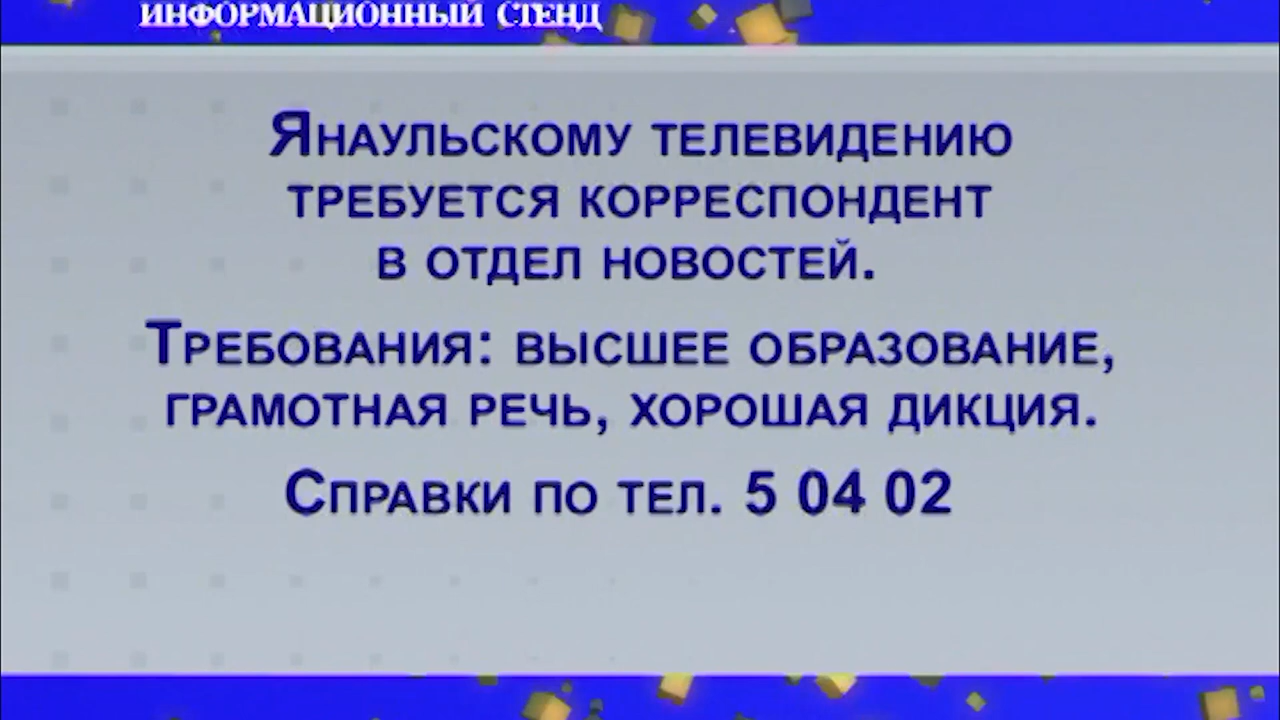 ИНФОРМАЦИОННЫЙ СТЕНД
Янаульскому телевидению
требуется корреспондент
в отдел новостей.
Требования: высшее образование,
грамотная речь, хорошая дикция.
Справки по тел. 5 04 02